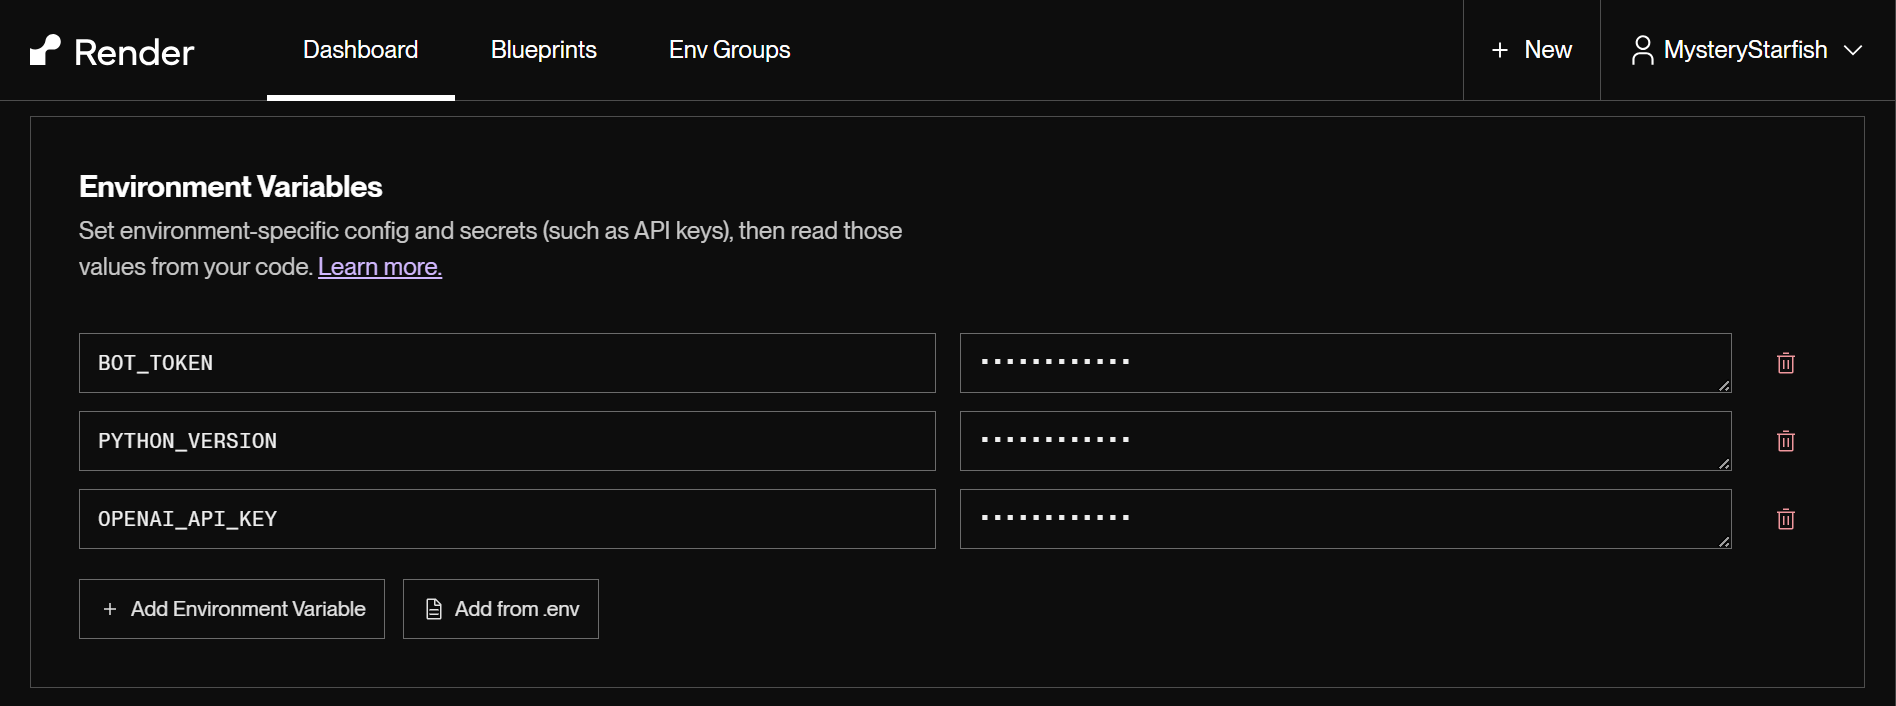 Render
Dashboard
Blueprints
Env Groups
+ New
MysteryStarfish
Environment Variables
Set environment-specific config and secrets (such as API keys), then read those
values from your code. Learn more.
BOT_TOKEN
PYTHON_VERSION
OPENAI_API_KEY
+ Add Environment Variable
Add from .env